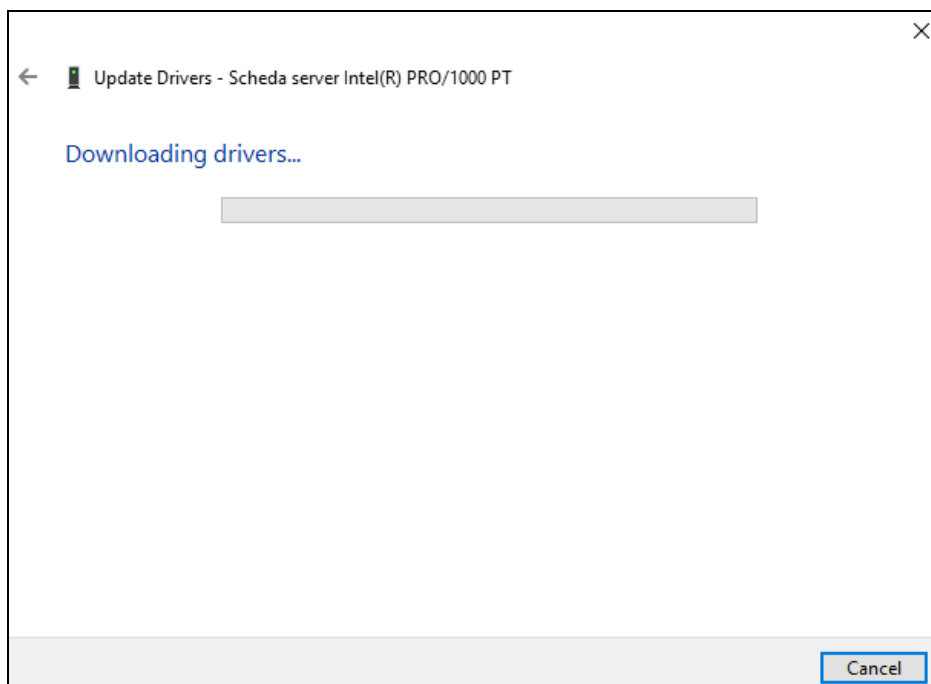 Update Drivers - Scheda server Intel(R) PRO/1000 PT
Downloading drivers...
Cancel